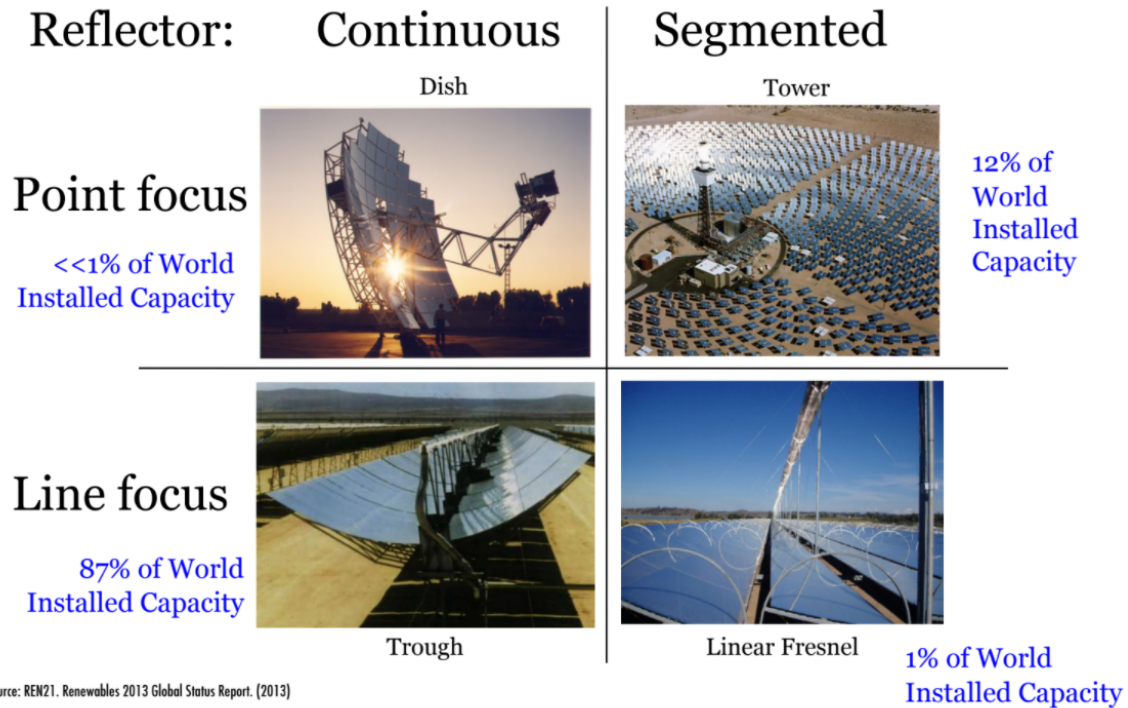 Reflector:
Continuous
Segmented
Dish
Tower
Point focus
<<1% of World
Installed Capacity
12% of
World
Installed
Capacity
Line focus
87% of World
Installed Capacity
Trough
Linear Fresnel
1% of World
Installed Capacity
urce: REN21. Renewables 2013 Global Status Report. (2013)